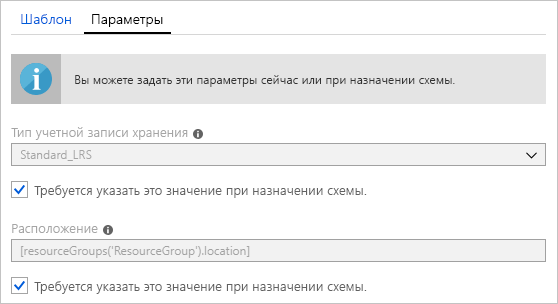 Шаблон Параметры
Вы можете задать эти параметры сейчас или при назначении схемы.
Тип учетной записи хранения
Standard_LRS
Требуется указать это значение при назначении схемы.
Расположение
[resourceGroups('ResourceGroup').location]
Требуется указать это значение при назначении схемы.